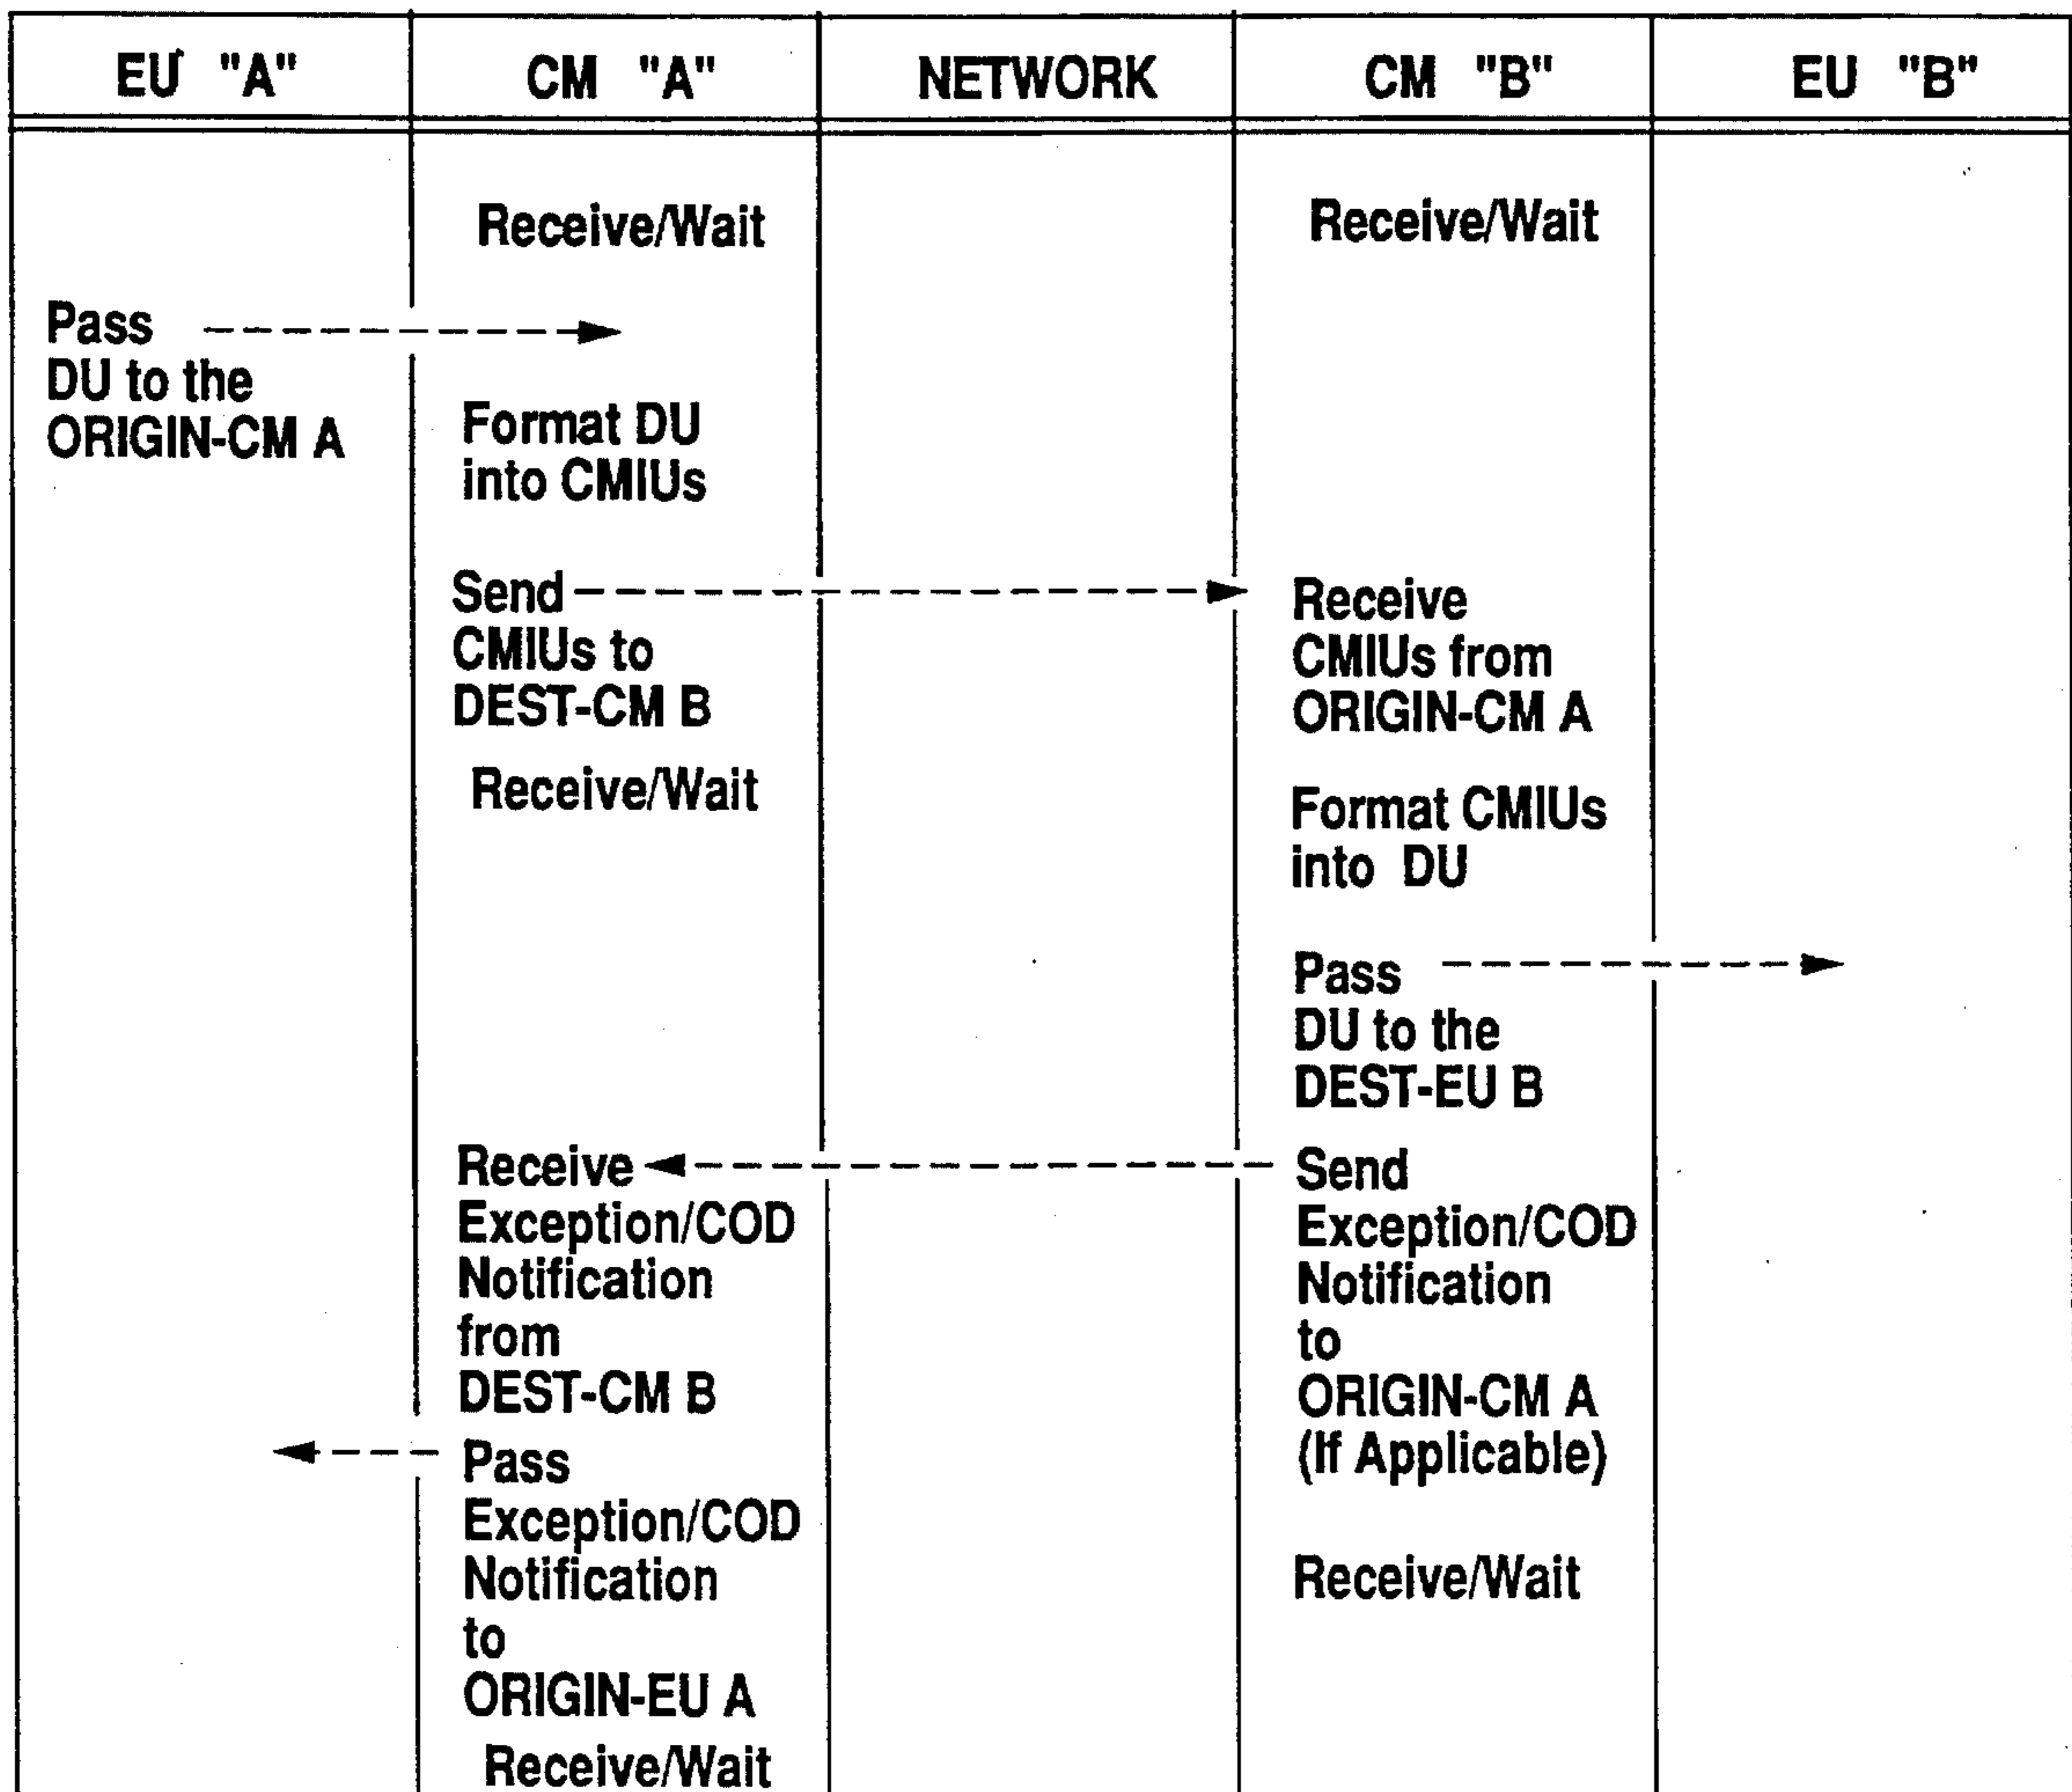 EU "A"
CM "A"
NETWORK
CM "B"
EU "B"
Receive/Wait
Receive/Wait
Pass
DU to the
ORIGIN-CM A
Format DU
into CMIUs
Send
CMIUs to
DEST-CM B
Receive
CMIUs from
ORIGIN-CM A
Receive/Wait
Format CMIUs
into DU
Pass
DU to the
DEST-EU B
Receive
Exception/COD
Notification
from
DEST-CM B
Send
Exception/COD
Notification
to
ORIGIN-CM A
(If Applicable)
Pass
Exception/COD
Notification
to
ORIGIN-EU A
Receive/Wait
Receive/Wait